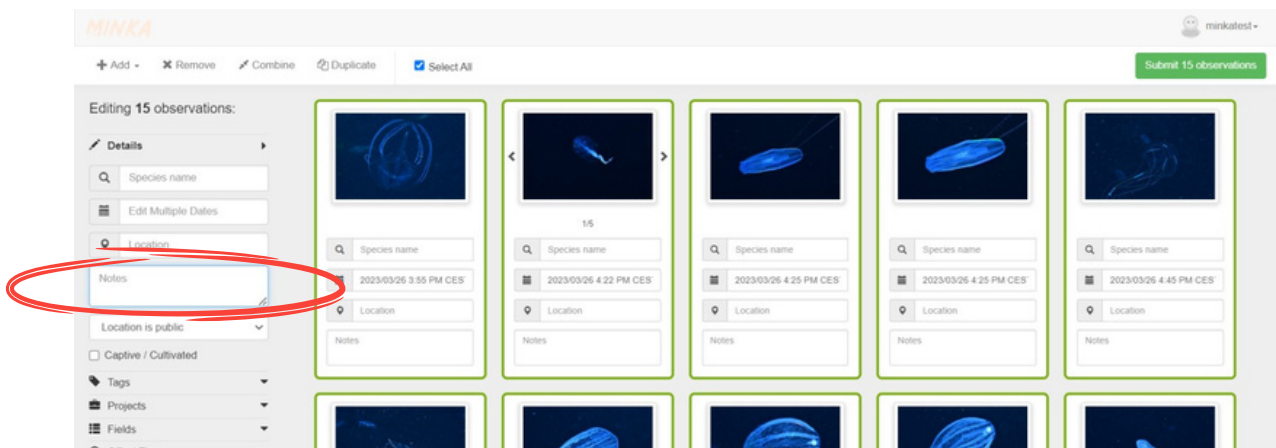 MINKA
minkatest
Add
Remove
Combine
Duplicate
Select All
Submit 15 observations
Editing 15 observations:
Details
Species name
Edit Multiple Dates
Location
Notes
Location is public
Captive / Cultivated
Tags
Projects
Fields
Species name
2023/03/26 3:55 PM CES
Location
Notes
1/5
Species name
2023/03/26 4:22 PM CES
Location
Notes
Species name
2023/03/26 4:25 PM CES
Location
Notes
Species name
2023/03/26 4:25 PM CES
Location
Notes
Species name
2023/03/26 4:45 PM CES
Location
Notes